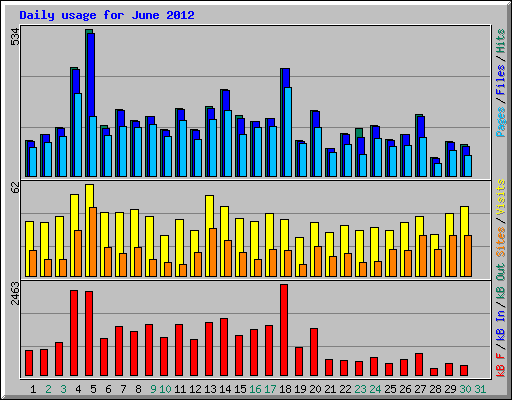 Daily usage for June 2012
534
Pages / Files / Hits
62
Sites / Visits
2463
kB F / kB In / kB Out
1 2 3 4 5 6 7 8 9 10 11 12 13 14 15 16 17 18 19 20 21 22 23 24 25 26 27 28 29 30 31